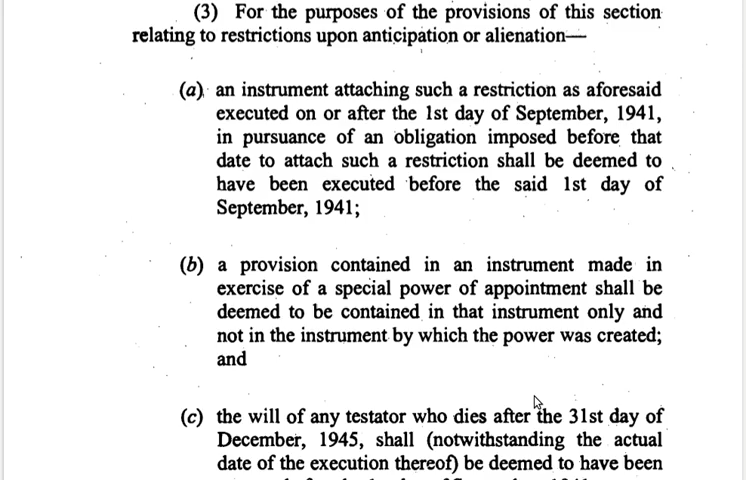 (3) For the purposes of the provisions of this section
relating to restrictions upon anticipation or alienation—
(a) an instrument attaching such a restriction as aforesaid
executed on or after the 1st day of September, 1941,
in pursuance of an obligation imposed before that
date to attach such a restriction shall be deemed to
have been executed before the said 1st day of
September, 1941;
(b) a provision contained in an instrument made in
exercise of a special power of appointment shall be
deemed to be contained in that instrument only and
not in the instrument by which the power was created;
and
(c) the will of any testator who dies after the 31st day of
December, 1945, shall (notwithstanding the actual
date of the execution thereof) be deemed to have been